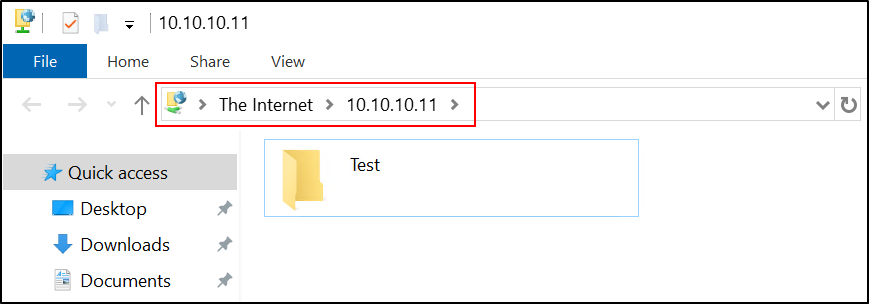 10.10.10.11
File Home Share View
The Internet 10.10.10.11
Quick access
Test
Desktop
Downloads
Documents